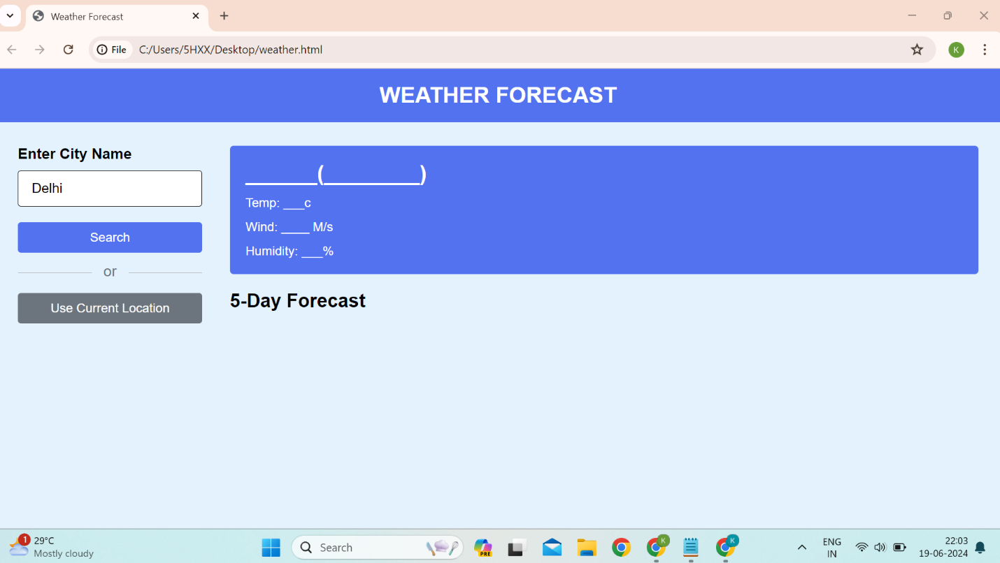 Weather Forecast
File C:/Users/5HXX/Desktop/weather.html
K
WEATHER FORECAST
Enter City Name
Delhi
Search
or
Use Current Location
______(________)
Temp: ___c
Wind: ____ M/s
Humidity: ___%
5-Day Forecast
1
29°C
Mostly cloudy
Search
PRE
K
K
ENG
IN
22:03
19-06-2024